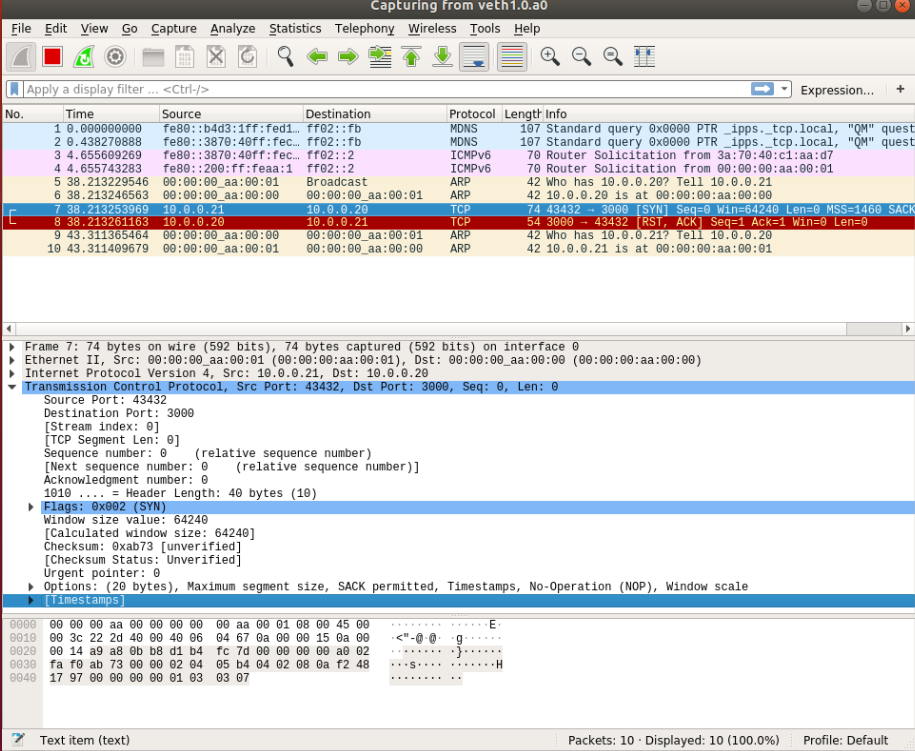 Capturing from veth1.0.a0
File Edit View Go Capture Analyze Statistics Telephony Wireless Tools Help
Apply a display filter ... <Ctrl-/> Expression... +
No. Time Source Destination Protocol Length Info
1 0.000000000 fe80::b4d3:1ff:fed1… ff02::fb MDNS 107 Standard query 0x0000 PTR _ipps._tcp.local, "QM" quest
2 0.438270888 fe80::3870:40ff:fec… ff02::fb MDNS 107 Standard query 0x0000 PTR _ipps._tcp.local, "QM" quest
3 4.655609269 fe80::3870:40ff:fec… ff02::2 ICMPv6 70 Router Solicitation from 3a:70:40:c1:aa:d7
4 4.655743283 fe80::200:ff:feaa:1 ff02::2 ICMPv6 70 Router Solicitation from 00:00:00:aa:00:01
5 38.213229546 00:00:00_aa:00:01 Broadcast ARP 42 Who has 10.0.0.20? Tell 10.0.0.21
6 38.213246563 00:00:00_aa:00:00 00:00:00_aa:00:01 ARP 42 10.0.0.20 is at 00:00:00:aa:00:00
7 38.213253969 10.0.0.21 10.0.0.20 TCP 74 43432 → 3000 [SYN] Seq=0 Win=64240 Len=0 MSS=1460 SACK
8 38.213261163 10.0.0.20 10.0.0.21 TCP 54 3000 → 43432 [RST, ACK] Seq=1 Ack=1 Win=0 Len=0
9 43.311365464 00:00:00_aa:00:00 00:00:00_aa:00:01 ARP 42 Who has 10.0.0.21? Tell 10.0.0.20
10 43.311409679 00:00:00_aa:00:01 00:00:00_aa:00:00 ARP 42 10.0.0.21 is at 00:00:00:aa:00:01
Frame 7: 74 bytes on wire (592 bits), 74 bytes captured (592 bits) on interface 0
Ethernet II, Src: 00:00:00_aa:00:01 (00:00:00:aa:00:01), Dst: 00:00:00_aa:00:00 (00:00:00:aa:00:00)
Internet Protocol Version 4, Src: 10.0.0.21, Dst: 10.0.0.20
Transmission Control Protocol, Src Port: 43432, Dst Port: 3000, Seq: 0, Len: 0
Source Port: 43432
Destination Port: 3000
[Stream index: 0]
[TCP Segment Len: 0]
Sequence number: 0 (relative sequence number)
[Next sequence number: 0 (relative sequence number)]
Acknowledgment number: 0
1010 .... = Header Length: 40 bytes (10)
Flags: 0x002 (SYN)
Window size value: 64240
[Calculated window size: 64240]
Checksum: 0xab73 [unverified]
[Checksum Status: Unverified]
Urgent pointer: 0
Options: (20 bytes), Maximum segment size, SACK permitted, Timestamps, No-Operation (NOP), Window scale
[Timestamps]
0000 00 00 00 aa 00 00 00 00 00 aa 00 01 08 00 45 00 ········ ······E·
0010 00 3c 22 2d 40 00 40 06 04 67 0a 00 00 15 0a 00 ·<"-@·@· ·g······
0020 00 14 a9 a8 0b b8 d1 b4 fc 7d 00 00 00 00 a0 02 ········ ·}······
0030 fa f0 ab 73 00 00 02 04 05 b4 04 02 08 0a f2 48 ···s···· ·······H
0040 17 97 00 00 00 00 01 03 03 07 ········ ··
Text item (text) Packets: 10 · Displayed: 10 (100.0%) Profile: Default